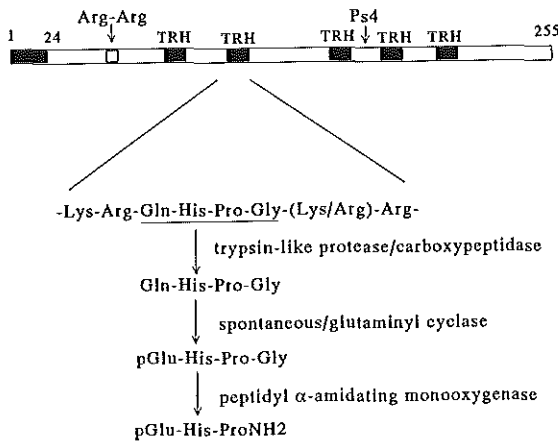 Arg-Arg Ps4
1 24 TRH TRH TRH TRH TRH 255
-Lys-Arg-Gln-His-Pro-Gly-(Lys/Arg)-Arg-
trypsin-like protease/carboxypeptidase
Gln-His-Pro-Gly
spontaneous/glutaminyl cyclase
pGlu-His-Pro-Gly
peptidyl α-amidating monooxygenase
pGlu-His-ProNH2